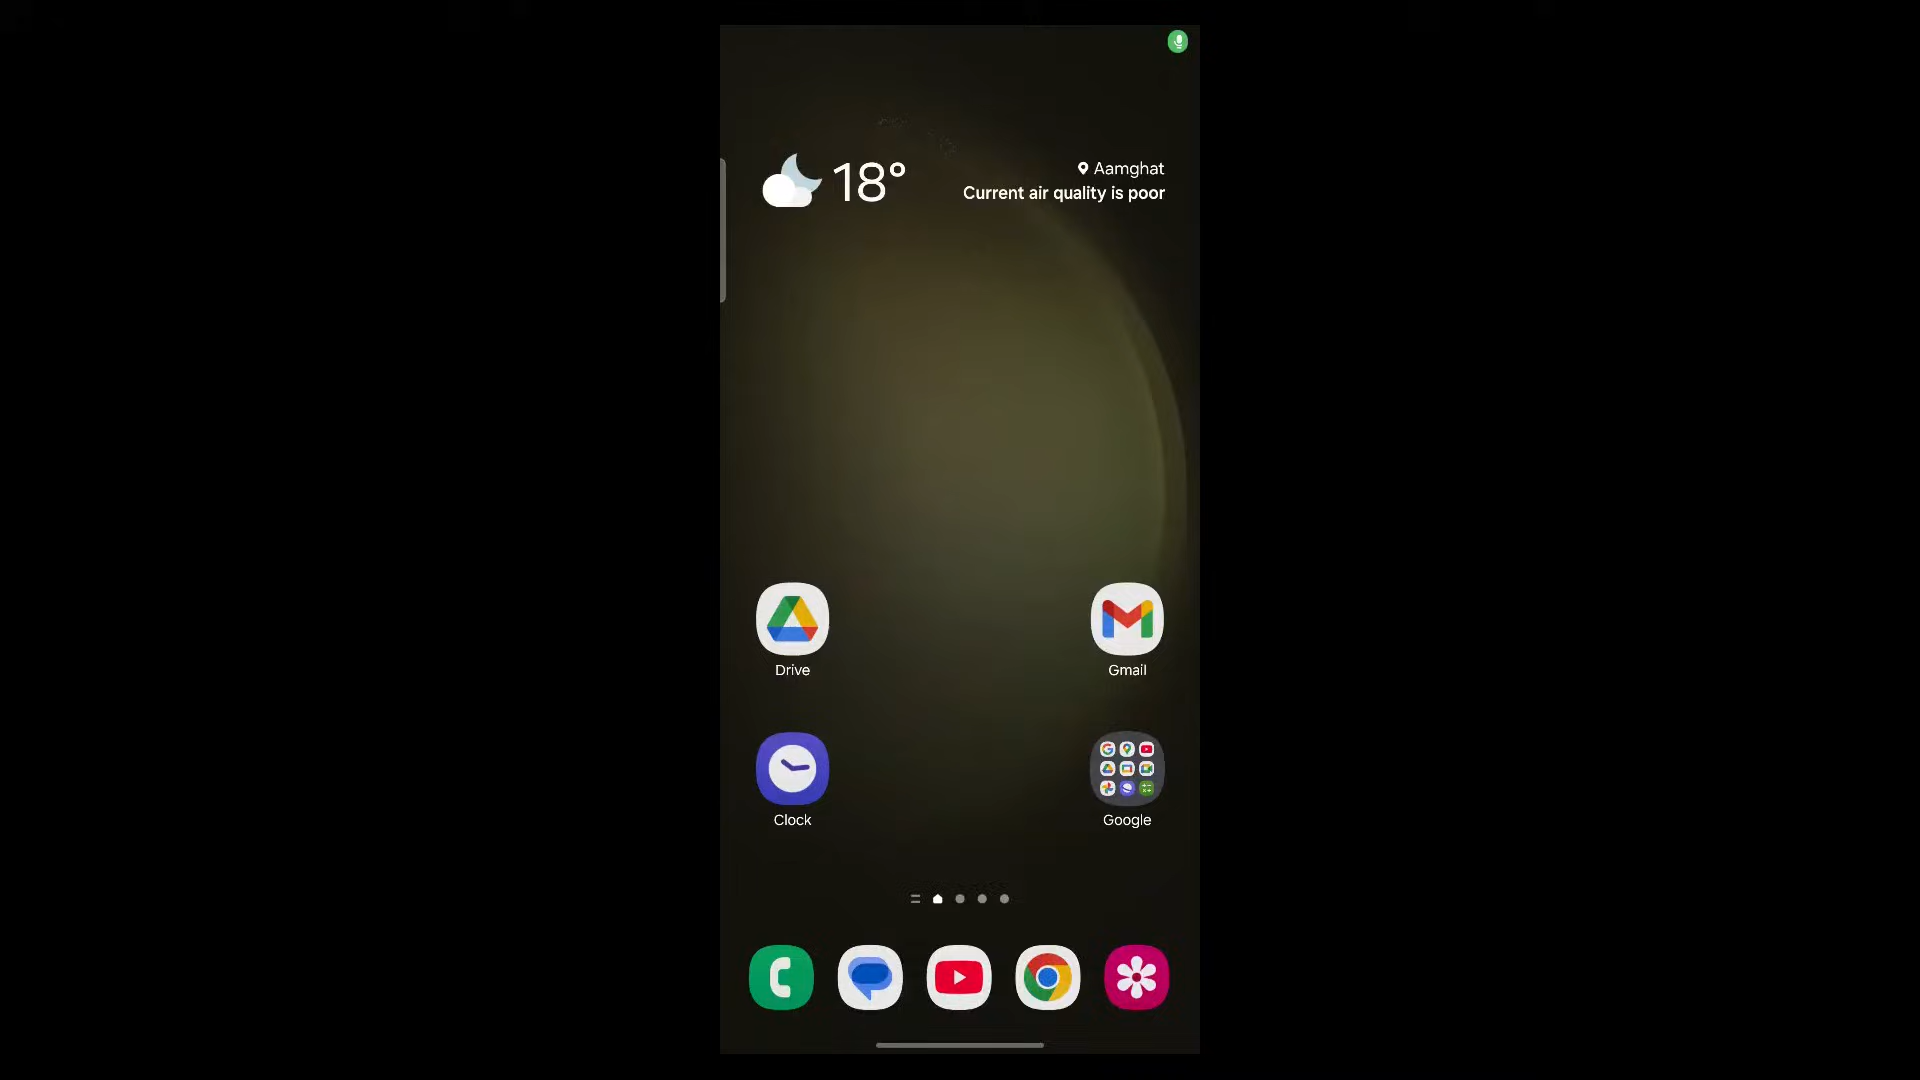 18°
Aamghat
Current air quality is poor
Drive
Gmail
Clock
Google